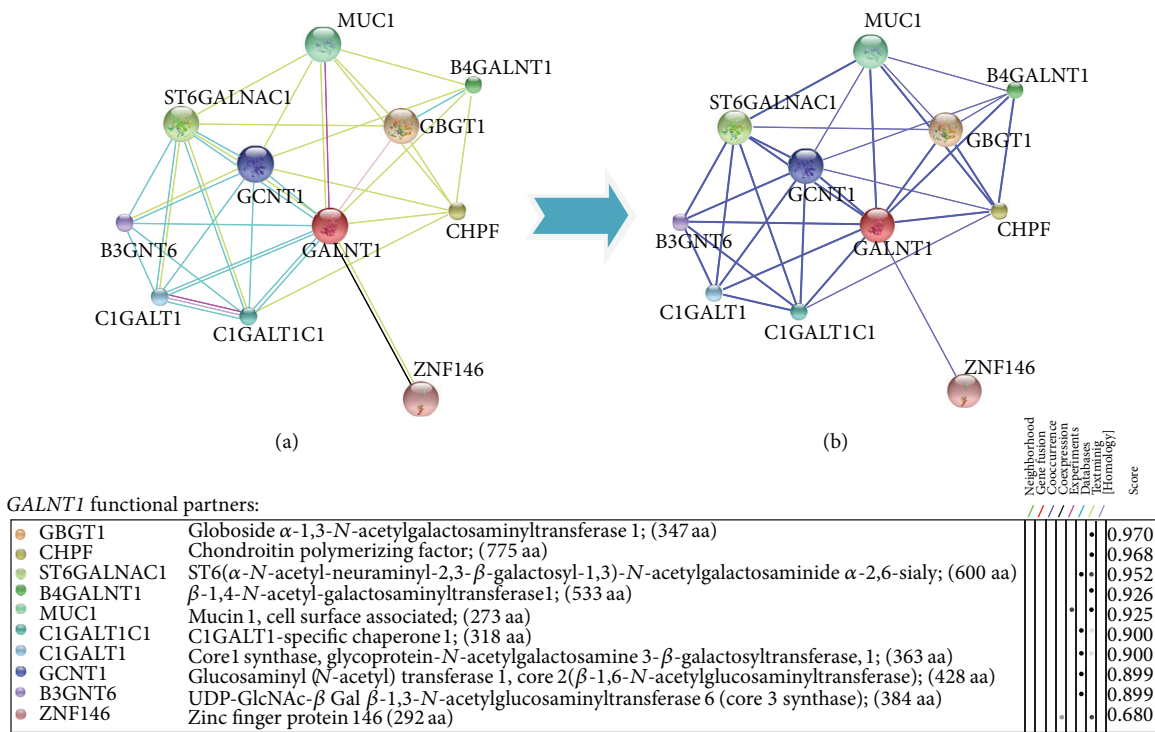 MUC1
B4GALNT1
ST6GALNAC1
GBGT1
GCNT1
B3GNT6
GALNT1
CHPF
C1GALT1
C1GALT1C1
ZNF146
(a)
MUC1
B4GALNT1
ST6GALNAC1
GBGT1
GCNT1
B3GNT6
GALNT1
CHPF
C1GALT1
C1GALT1C1
ZNF146
(b)
Neighborhood
Gene fusion
Cooccurrence
Coexpression
Experiments
Databases
Textminig
[Homology]
Score
GALNT1 functional partners:
GBGT1 Globoside α-1,3-N-acetylgalactosaminyltransferase 1; (347 aa) 0.970
CHPF Chondroitin polymerizing factor; (775 aa) 0.968
ST6GALNAC1 ST6(α-N-acetyl-neuraminyl-2,3-β-galactosyl-1,3)-N-acetylgalactosaminide α-2,6-sialy; (600 aa) 0.952
B4GALNT1 β-1,4-N-acetyl-galactosaminyltransferase1; (533 aa) 0.926
MUC1 Mucin 1, cell surface associated; (273 aa) 0.925
C1GALT1C1 C1GALT1-specific chaperone 1; (318 aa) 0.900
C1GALT1 Core1 synthase, glycoprotein-N-acetylgalactosamine 3-β-galactosyltransferase, 1; (363 aa) 0.900
GCNT1 Glucosaminyl (N-acetyl) transferase 1, core 2(β-1,6-N-acetylglucosaminyltransferase); (428 aa) 0.899
B3GNT6 UDP-GlcNAc-β Gal β-1,3-N-acetylglucosaminyltransferase 6 (core 3 synthase); (384 aa) 0.899
ZNF146 Zinc finger protein 146 (292 aa) 0.680